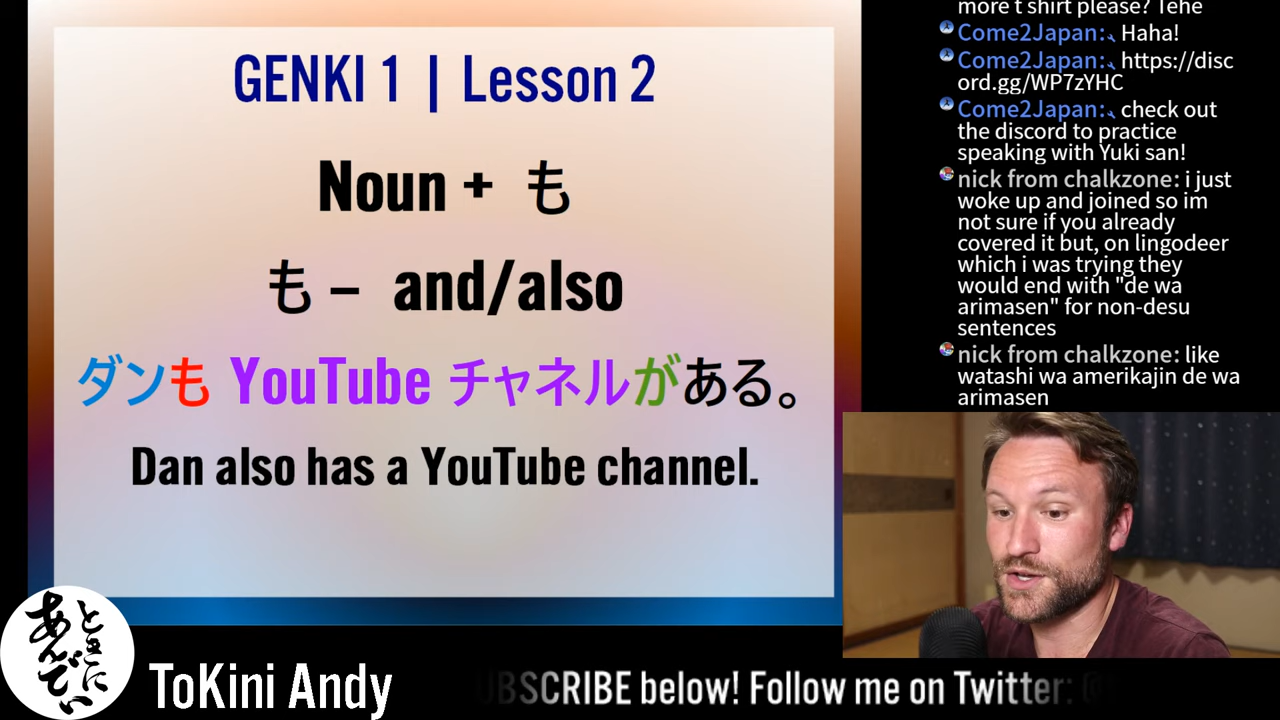 GENKI 1 | Lesson 2
Noun + も
も – and/also
ダンも YouTube チャネルがある。
Dan also has a YouTube channel.
more t shirt please? Tehe
Come2Japan: Haha!
Come2Japan: https://disc
ord.gg/WP7zYHC
Come2Japan: check out
the discord to practice
speaking with Yuki san!
nick from chalkzone: i just
woke up and joined so im
not sure if you already
covered it but, on lingodeer
which i was trying they
would end with "de wa
arimasen" for non-desu
sentences
nick from chalkzone: like
watashi wa amerikajin de wa
arimasen
ときに
あんでい
ToKini Andy
UBSCRIBE below! Follow me on Twitter: @